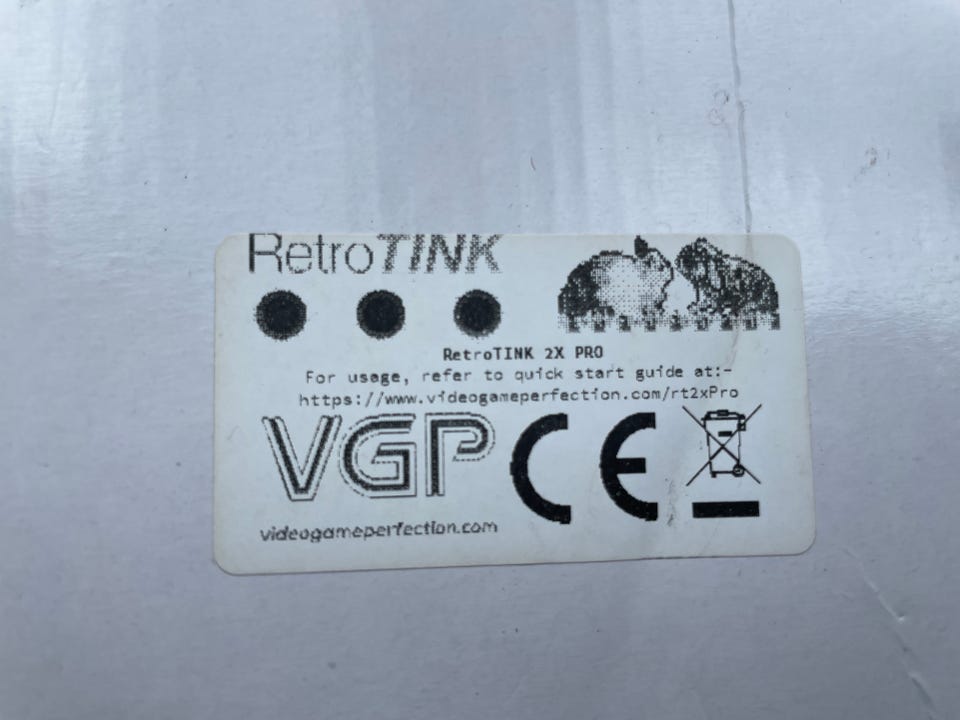 RetroTINK
RetroTINK 2X PRO
For usage, refer to quick start guide at:-
https://www.videogameperfection.com/rt2xPro
VGP
CE
videogameperfection.com